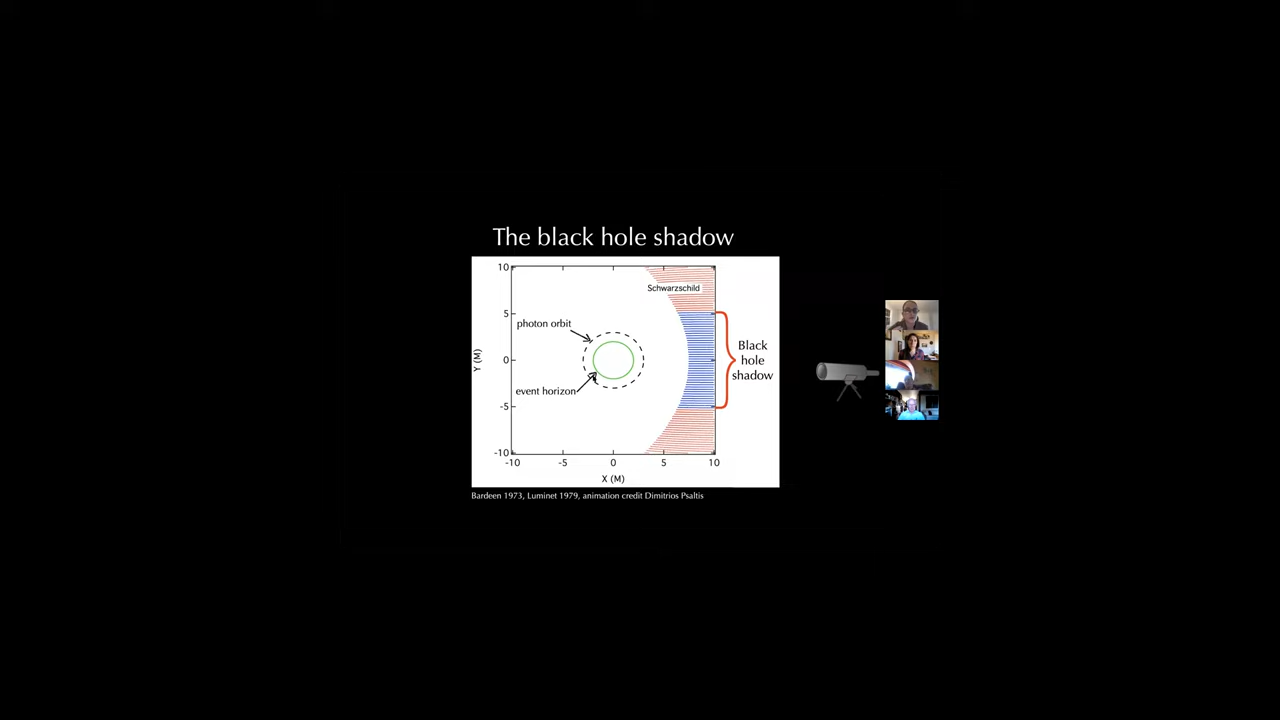 The black hole shadow
10
5
0
-5
-10
Y (M)
Schwarzschild
photon orbit
event horizon
Black
hole
shadow
-10 -5 0 5 10
X (M)
Bardeen 1973, Luminet 1979, animation credit Dimitrios Psaltis